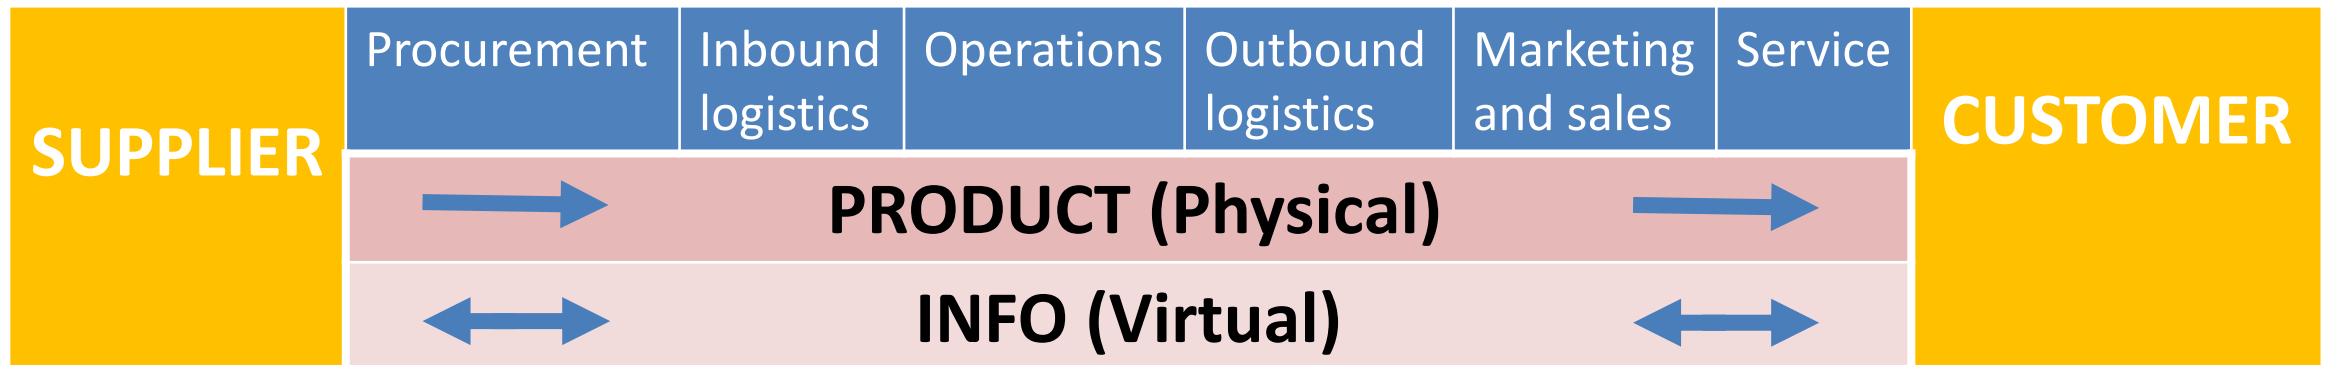 SUPPLIER
Procurement
Inbound
logistics
Operations
Outbound
logistics
Marketing
and sales
Service
CUSTOMER
PRODUCT (Physical)
INFO (Virtual)